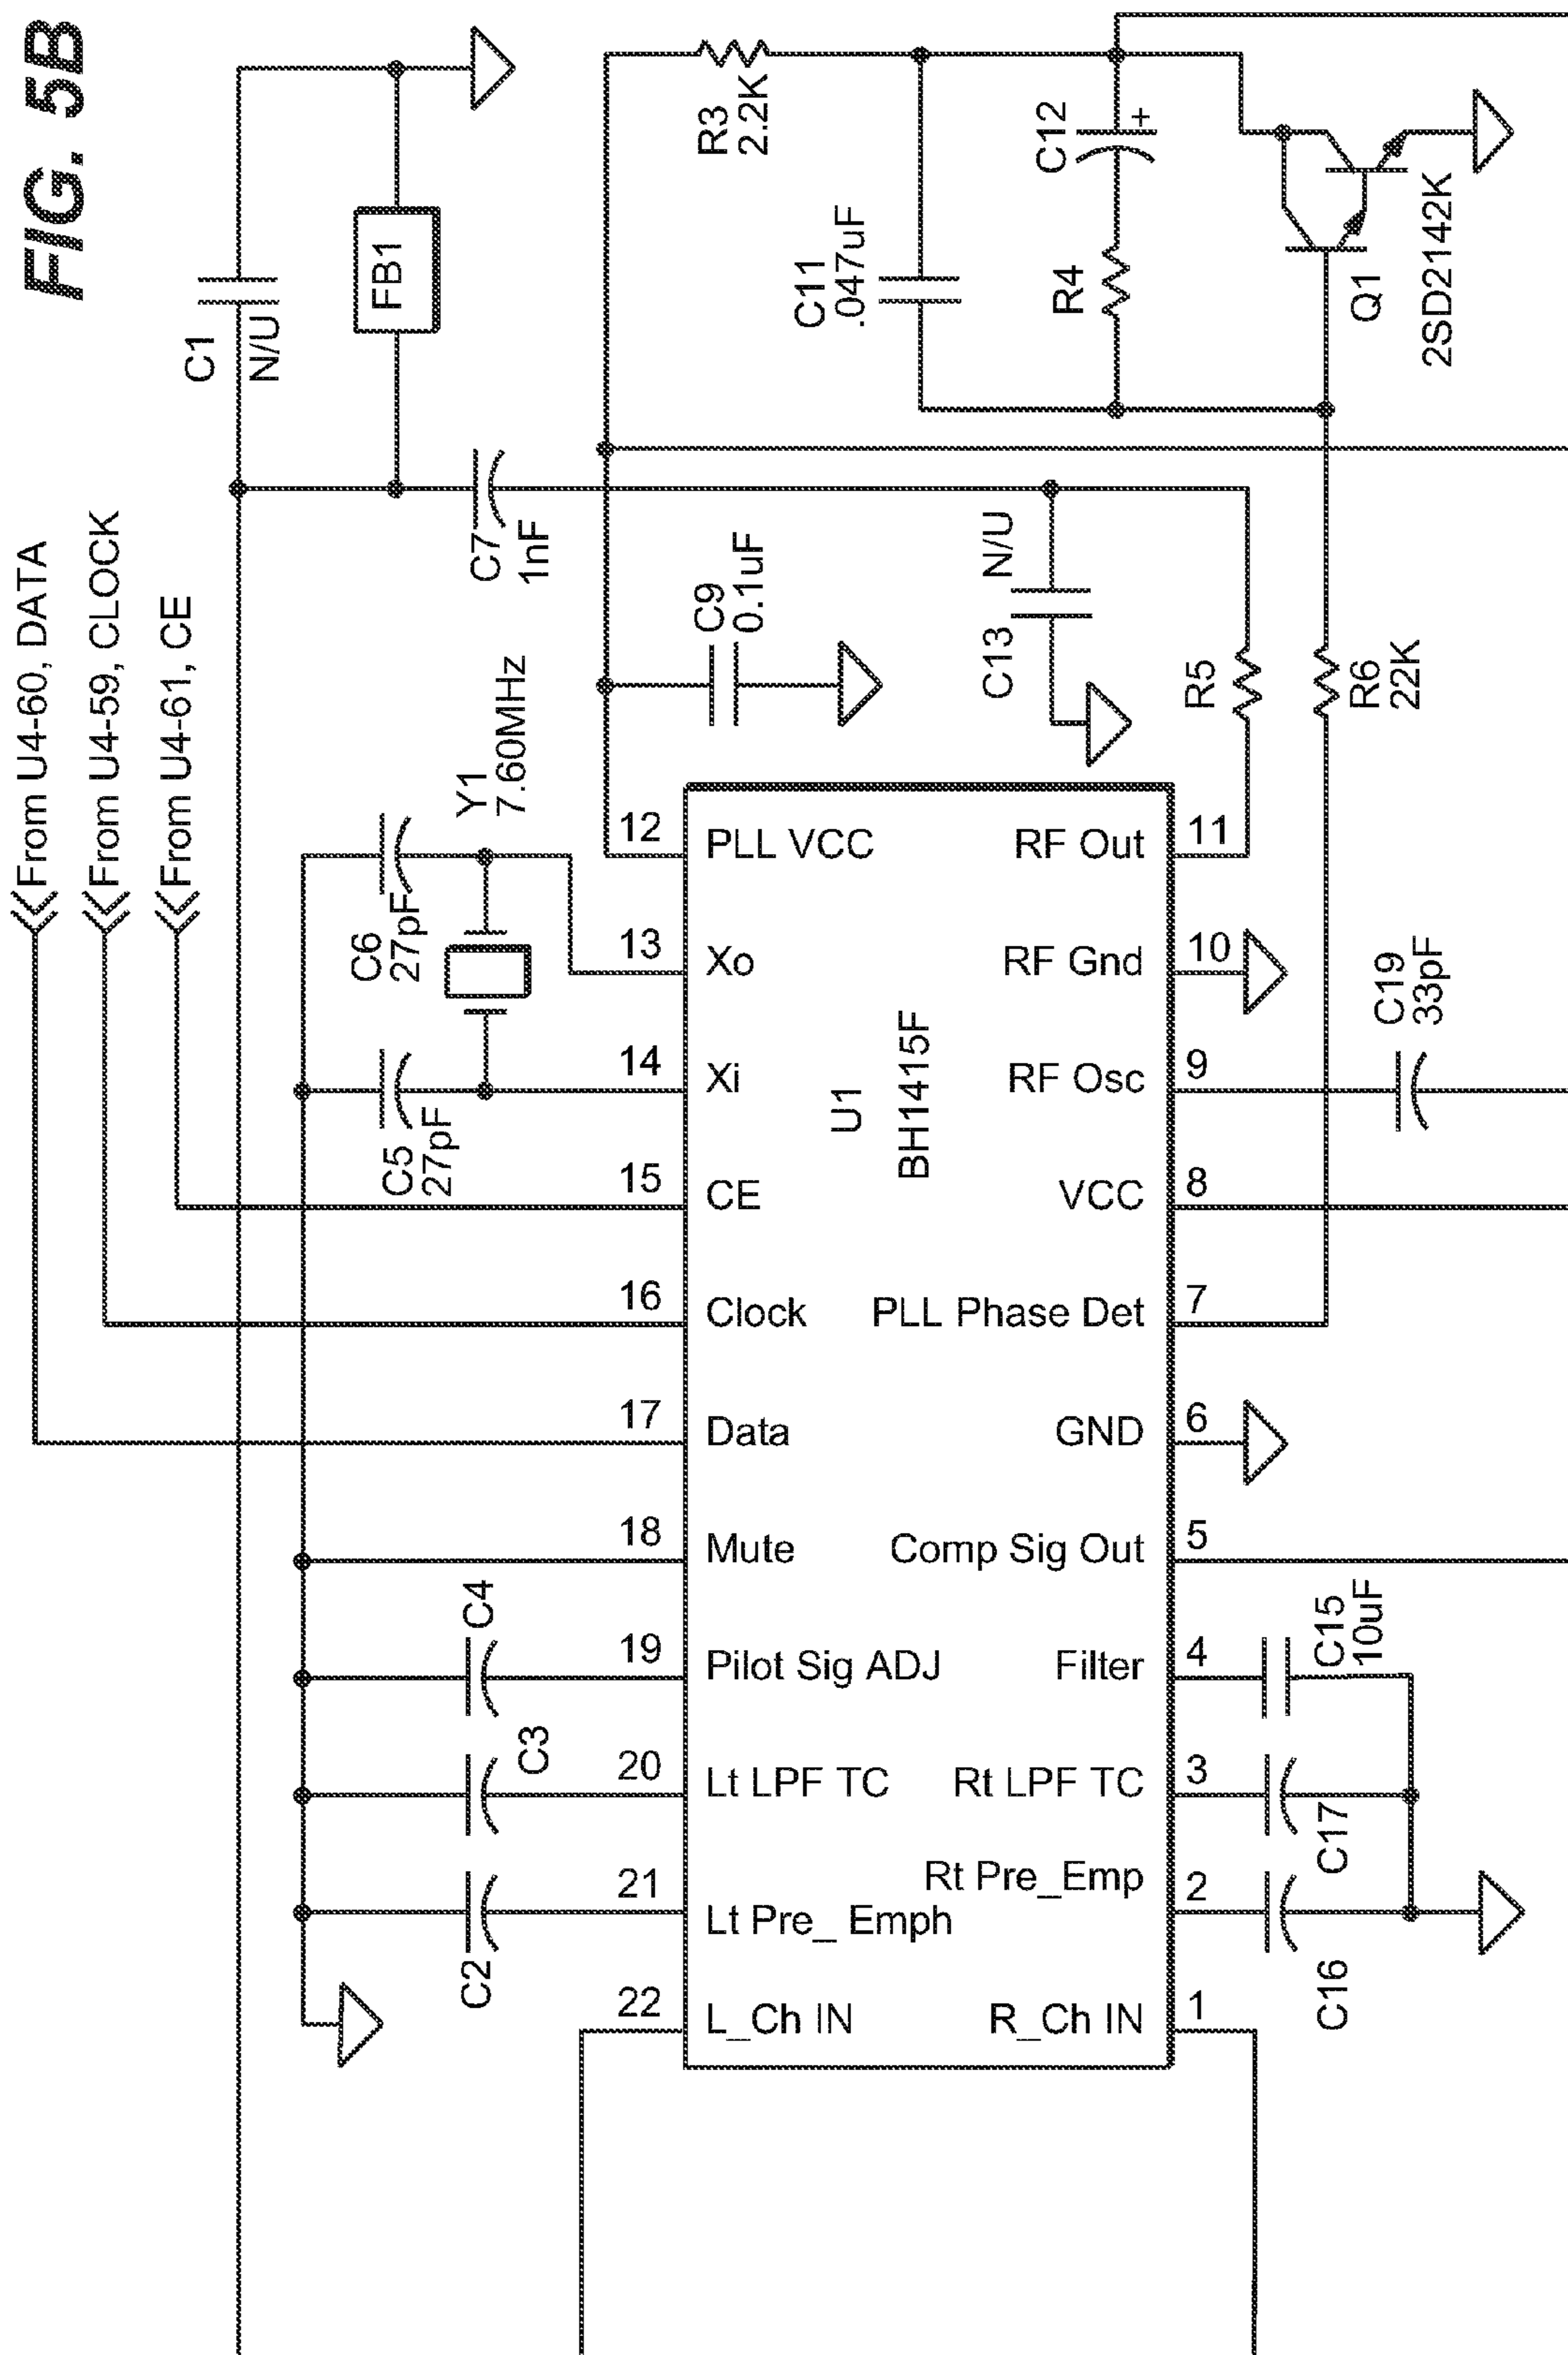 FIG. 5B
From U4-60, DATA
From U4-59, CLOCK
From U4-61, CE
C1
N/U
FB1
C7
1nF
R3
2.2K
C11
.047uF
C12
+
R4
Q1
2SD2142K
C9
0.1uF
C13
N/U
R5
R6
22K
C19
33pF
Y1
7.60MHz
C6
27pF
C5
27pF
C4
C3
C2
C15
10uF
C17
C16
U1
BH1415F
12
PLL VCC
RF Out
11
13
Xo
RF Gnd
10
14
Xi
RF Osc
9
15
CE
VCC
8
16
Clock
PLL Phase Det
7
17
Data
GND
6
18
Mute
Comp Sig Out
5
19
Pilot Sig ADJ
Filter
4
20
Lt LPF TC
Rt LPF TC
3
21
Lt Pre_ Emph
Rt Pre_Emp
2
22
L_Ch IN
R_Ch IN
1